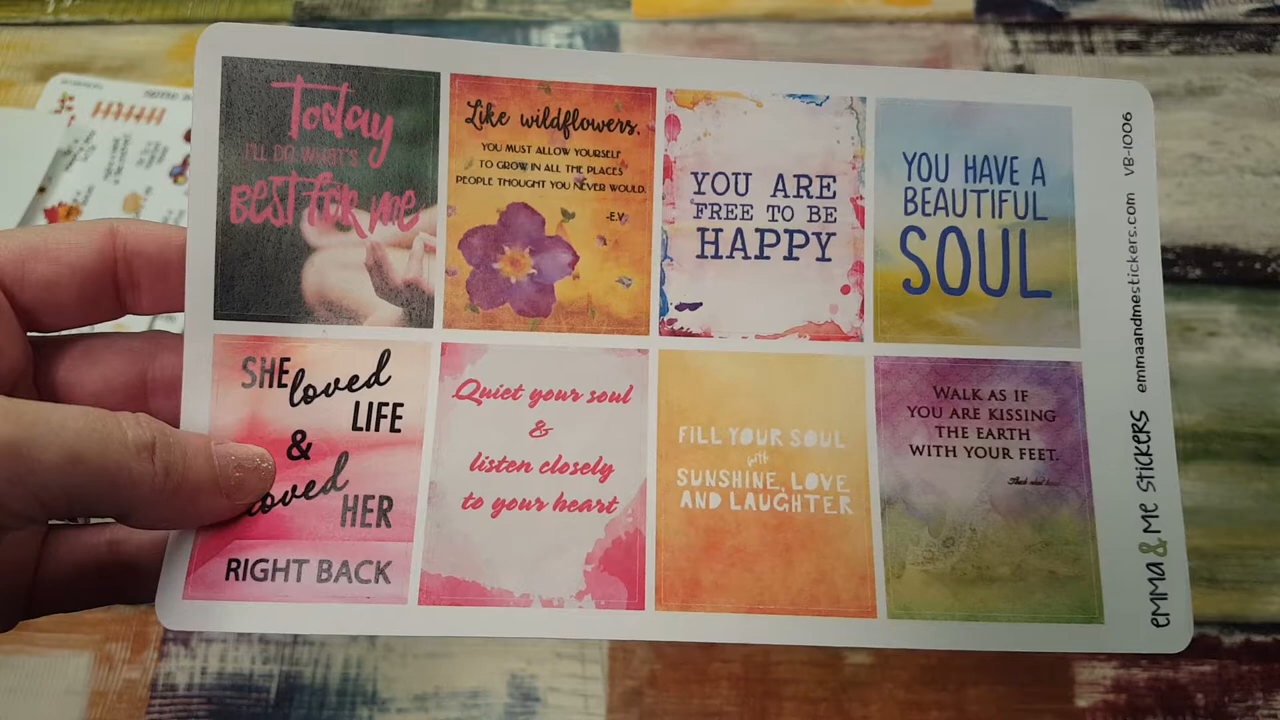 Today
I'LL DO WHAT'S
BEST FOR me
Like wildflowers,
YOU MUST ALLOW YOURSELF
TO GROW IN ALL THE PLACES
PEOPLE THOUGHT YOU NEVER WOULD.
-E.V.
YOU ARE
FREE TO BE
HAPPY
YOU HAVE A
BEAUTIFUL
SOUL
SHE loved
LIFE
&
loved
HER
RIGHT BACK
Quiet your soul
&
listen closely
to your heart
FILL YOUR SOUL
with
SUNSHINE, LOVE
AND LAUGHTER
WALK AS IF
YOU ARE KISSING
THE EARTH
WITH YOUR FEET.
EMMA & ME STICKERS emmaandmestickers.com VB-1006